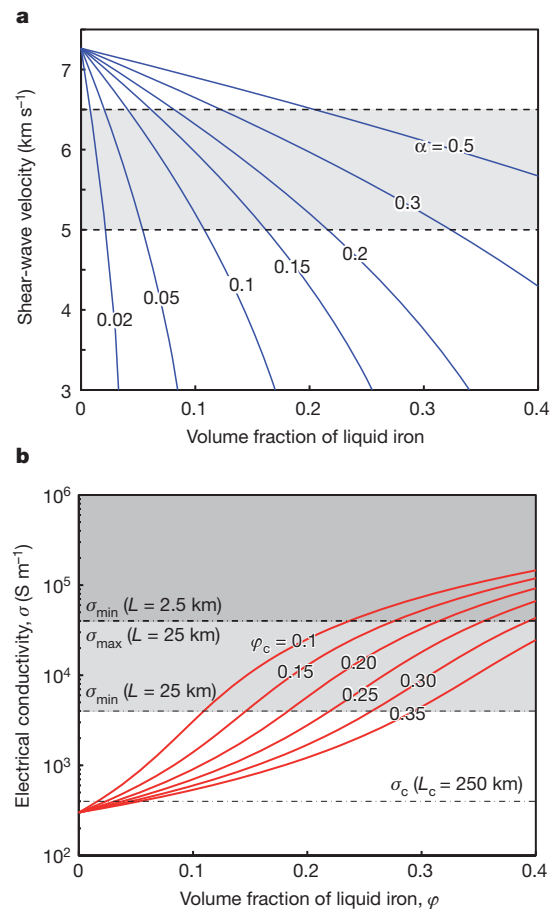 a
Shear-wave velocity (km s⁻¹)
7
6
5
4
3
α = 0.5
0.3
0.2
0.15
0.1
0.05
0.02
0 0.1 0.2 0.3 0.4
Volume fraction of liquid iron
b
Electrical conductivity, σ (S m⁻¹)
10⁶
10⁵
10⁴
10³
10²
σmin (L = 2.5 km)
σmax (L = 25 km)
σmin (L = 25 km)
σc (Lc = 250 km)
φc = 0.1
0.15
0.20
0.25
0.30
0.35
0 0.1 0.2 0.3 0.4
Volume fraction of liquid iron, φ